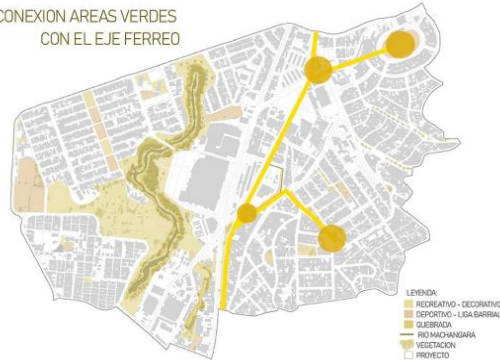 CONEXION AREAS VERDES
CON EL EJE FERREO
LEYENDA:
RECREATIVO - DECORATIVO
DEPORTIVO - LIGA BARRIAL
QUEBRADA
RIO MACHANGARA
VEGETACION
PROYECTO